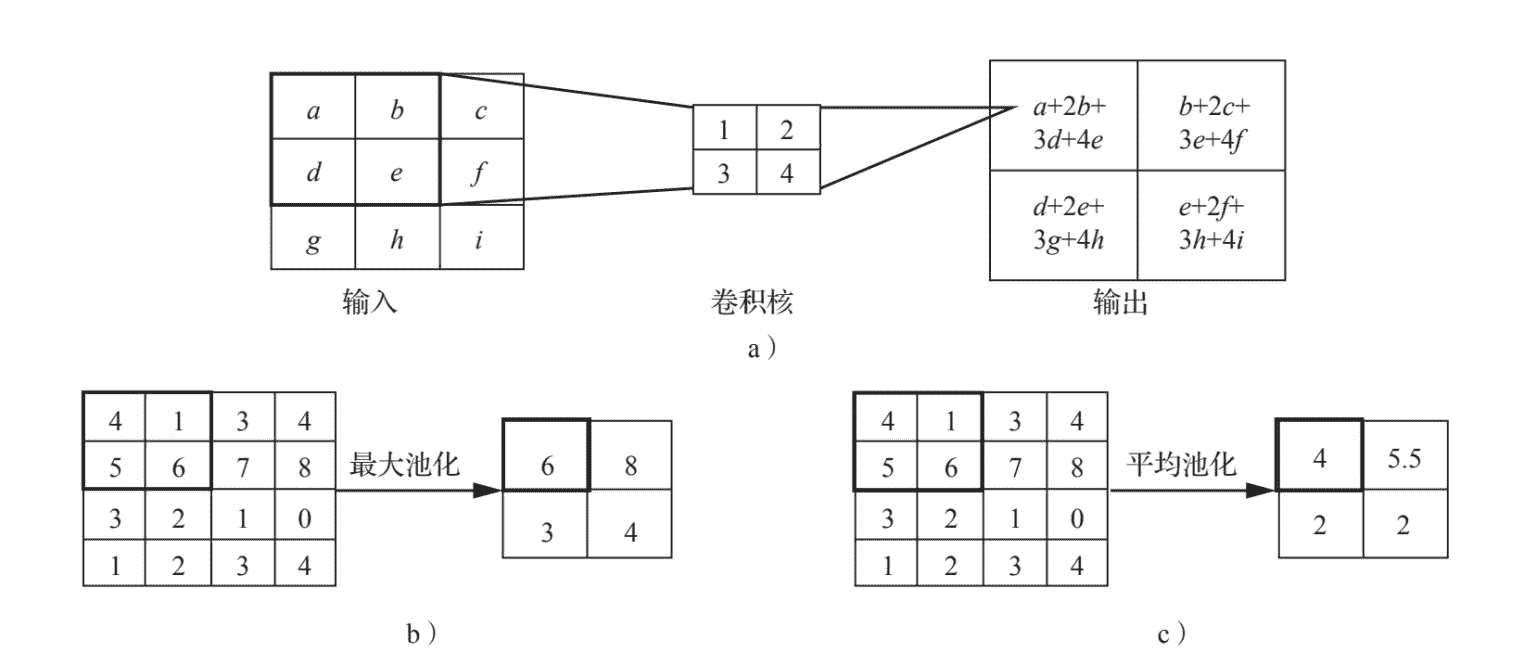 a b c
d e f
g h i
输入
1 2
3 4
卷积核
a+2b+
3d+4e
b+2c+
3e+4f
d+2e+
3g+4h
e+2f+
3h+4i
输出
a）
4 1 3 4
5 6 7 8
3 2 1 0
1 2 3 4
最大池化
6 8
3 4
b）
4 1 3 4
5 6 7 8
3 2 1 0
1 2 3 4
平均池化
4 5.5
2 2
c）